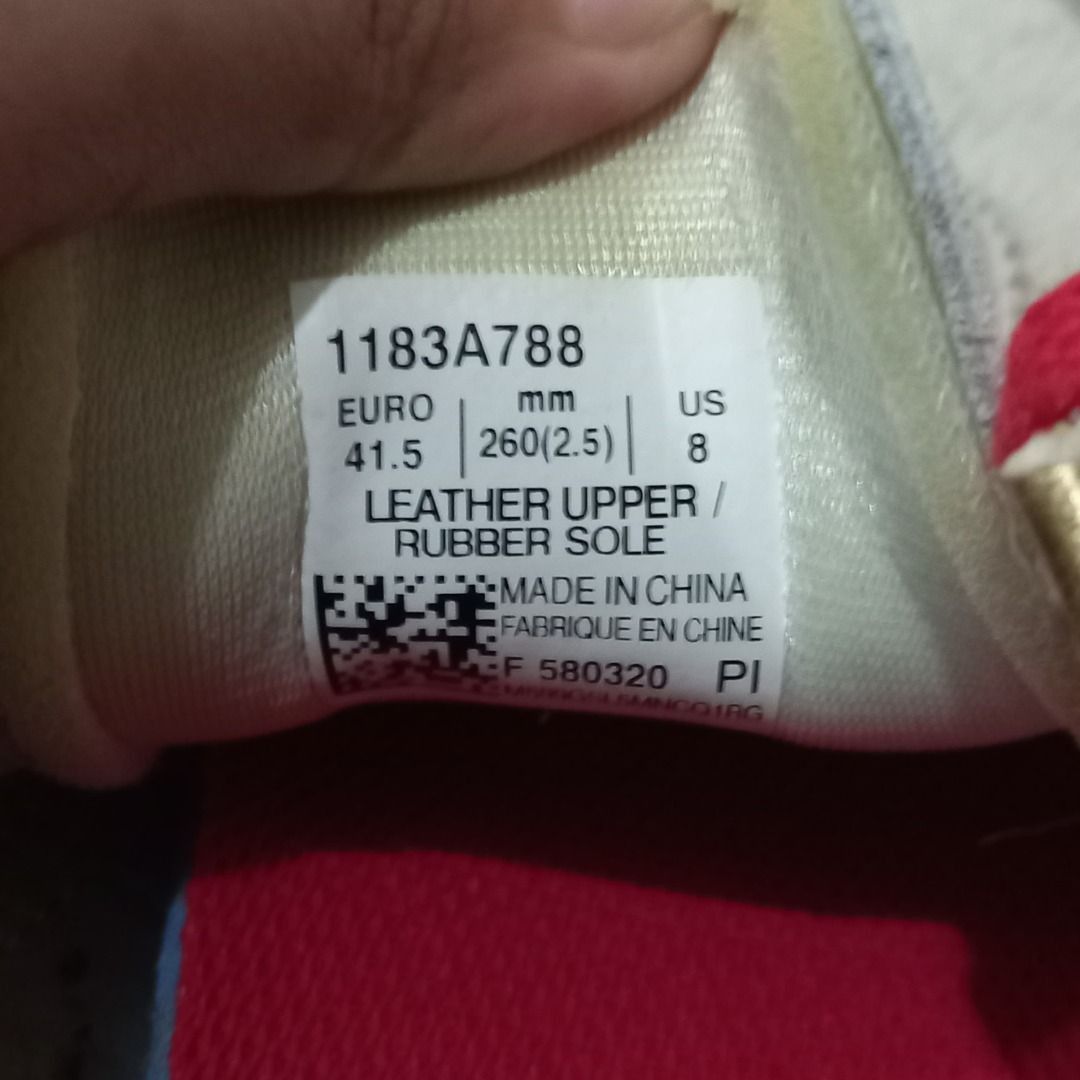 1183A788
EURO | mm | US
41.5 | 260(2.5) | 8
LEATHER UPPER /
RUBBER SOLE
MADE IN CHINA
FABRIQUE EN CHINE
F 580320 PI